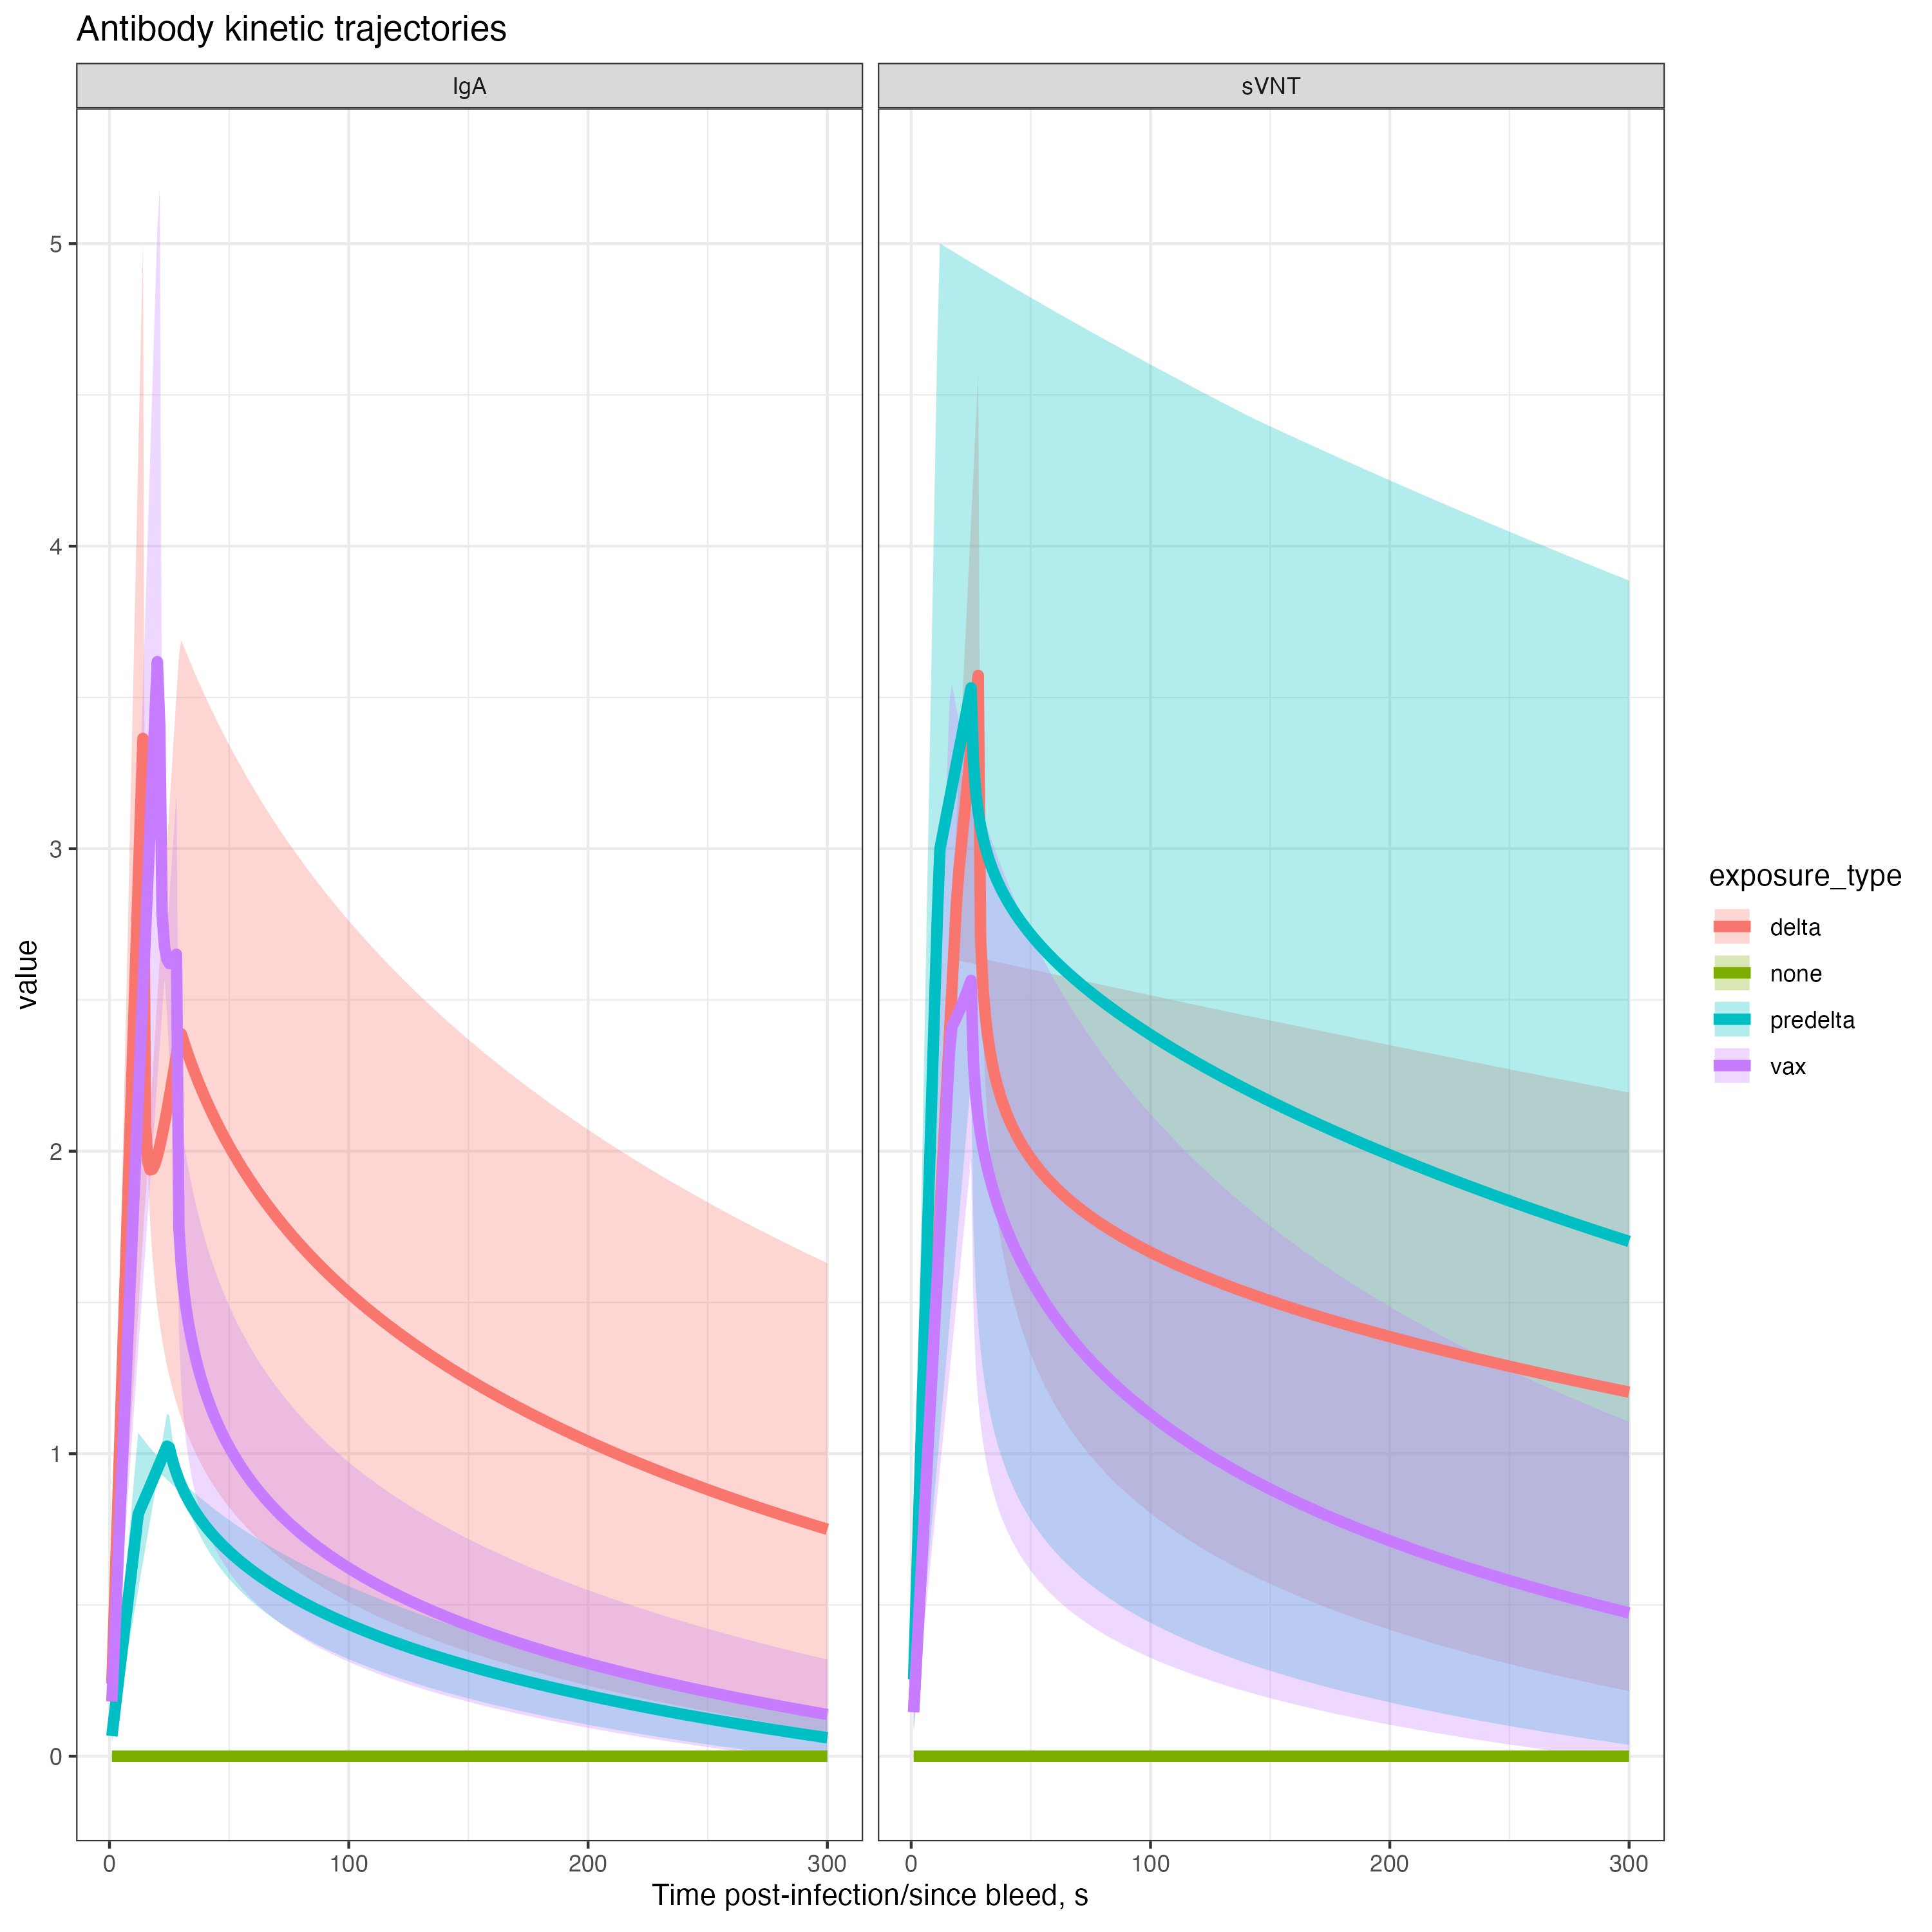 Antibody kinetic trajectories
IgA
sVNT
value
5
4
3
2
1
0
0 100 200 300
0 100 200 300
Time post-infection/since bleed, s
exposure_type
delta
none
predelta
vax